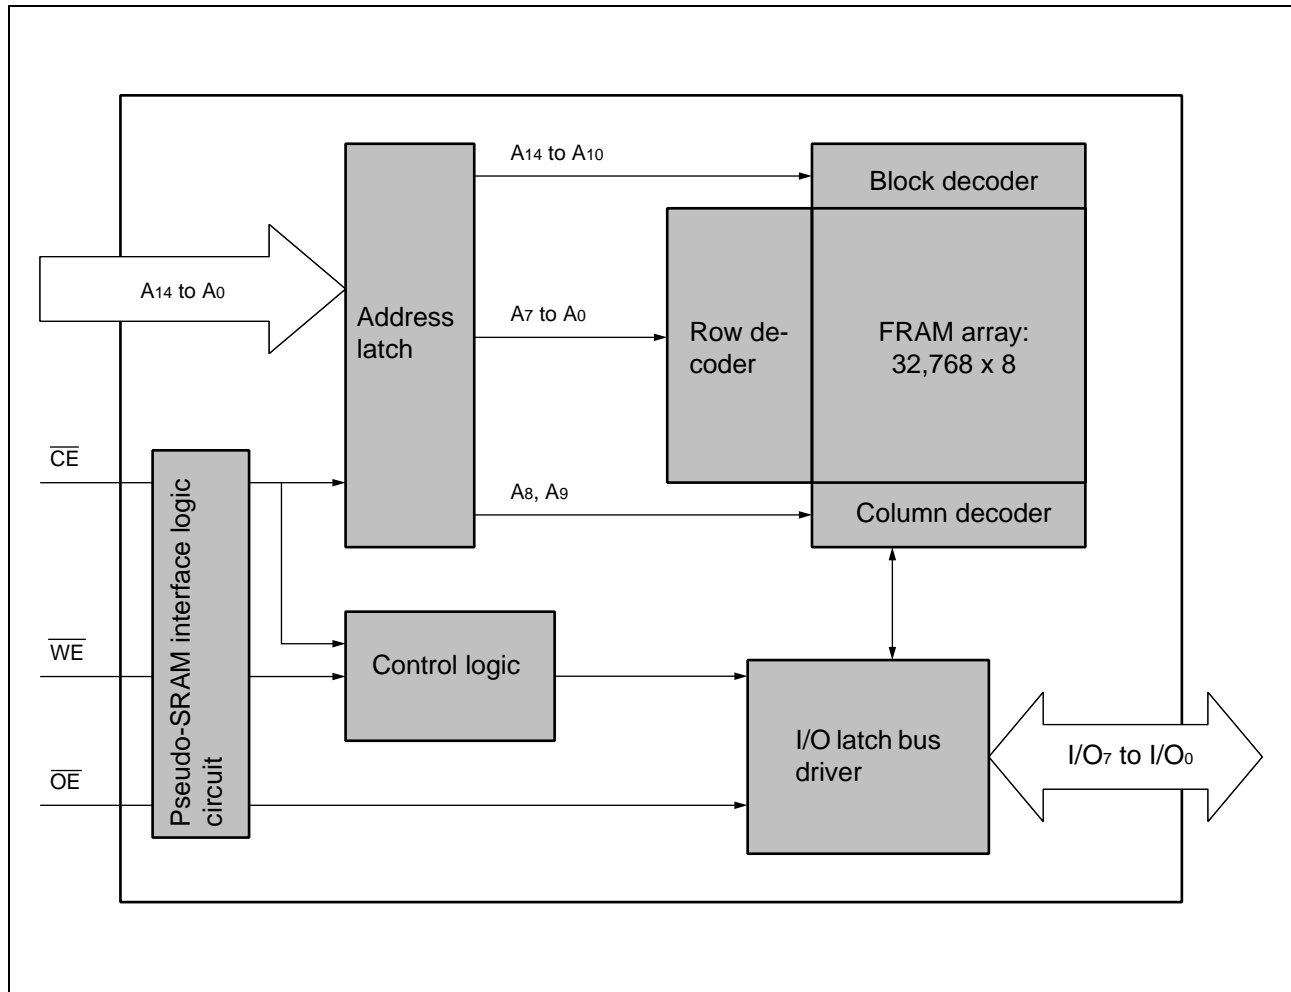 A14 to A10
Block decoder
A14 to A0
Address
latch
A7 to A0
Row de-
coder
FRAM array:
32,768 x 8
CE
A8, A9
Column decoder
Pseudo-SRAM interface logic
circuit
WE
Control logic
OE
I/O latch bus
driver
I/O7 to I/O0